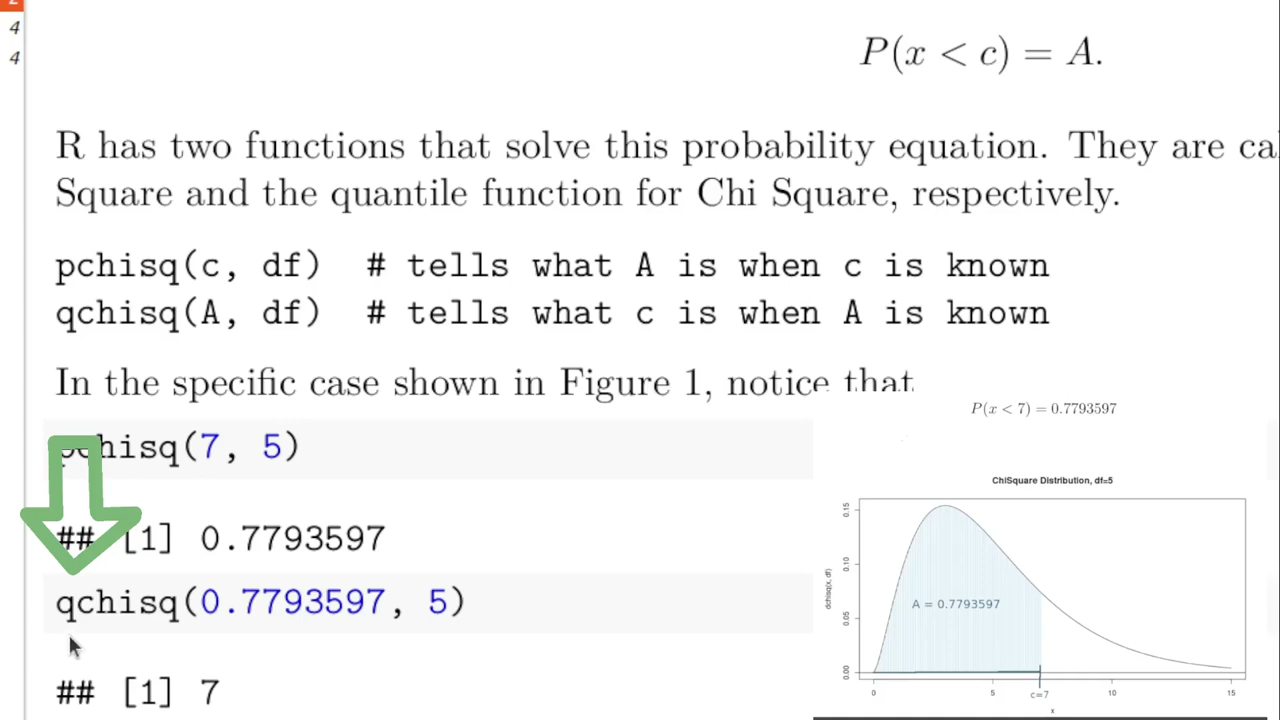 2
4
4
P(x < c) = A.
R has two functions that solve this probability equation. They are ca
Square and the quantile function for Chi Square, respectively.
pchisq(c, df) # tells what A is when c is known
qchisq(A, df) # tells what c is when A is known
In the specific case shown in Figure 1, notice that
pchisq(7, 5)
## [1] 0.7793597
qchisq(0.7793597, 5)
## [1] 7
P(x < 7) = 0.7793597
ChiSquare Distribution, df=5
dchisq(x, df)
0.15
0.10
0.05
0.00
A = 0.7793597
0 5 10 15
c=7
x